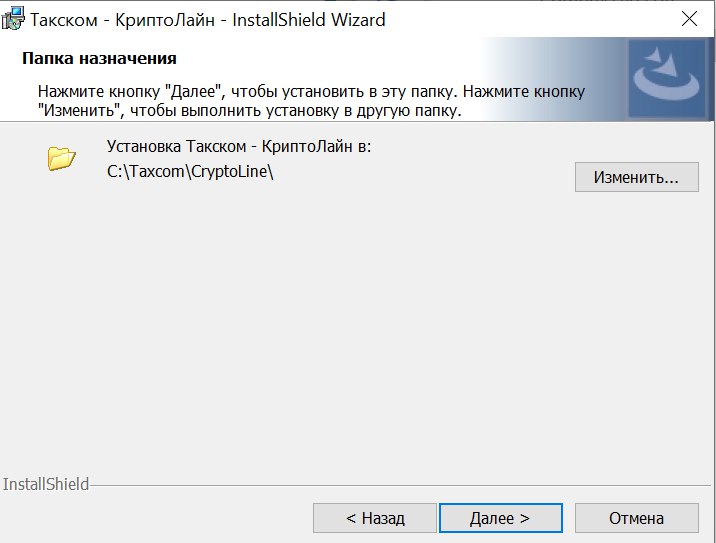 Такском - КриптоЛайн - InstallShield Wizard
Папка назначения
Нажмите кнопку "Далее", чтобы установить в эту папку. Нажмите кнопку
"Изменить", чтобы выполнить установку в другую папку.
Установка Такском - КриптоЛайн в:
C:\Taxcom\CryptoLine\
Изменить...
InstallShield
< Назад
Далее >
Отмена